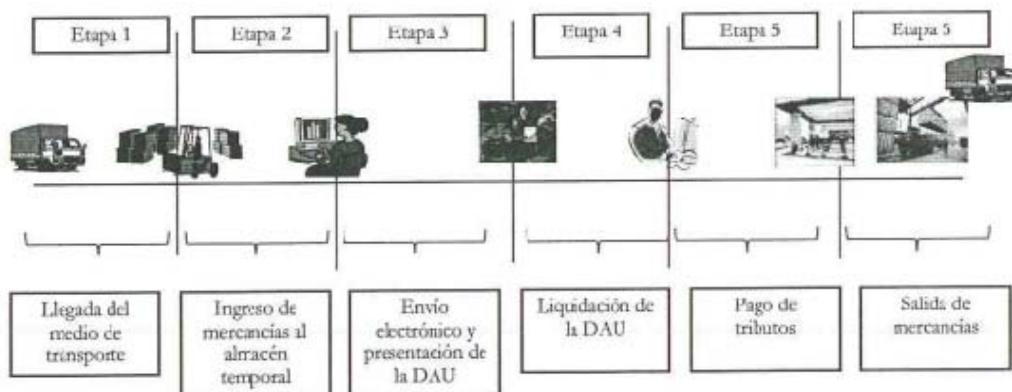 Etapa 1
Etapa 2
Etapa 3
Etapa 4
Etapa 5
Etapa 5
Llegada del
medio de
transporte
Ingreso de
mercancías al
almacén
temporal
Envío
electrónico y
presentación de
la DAU
Liquidación de
la DAU
Pago de
tributos
Salida de
mercancías